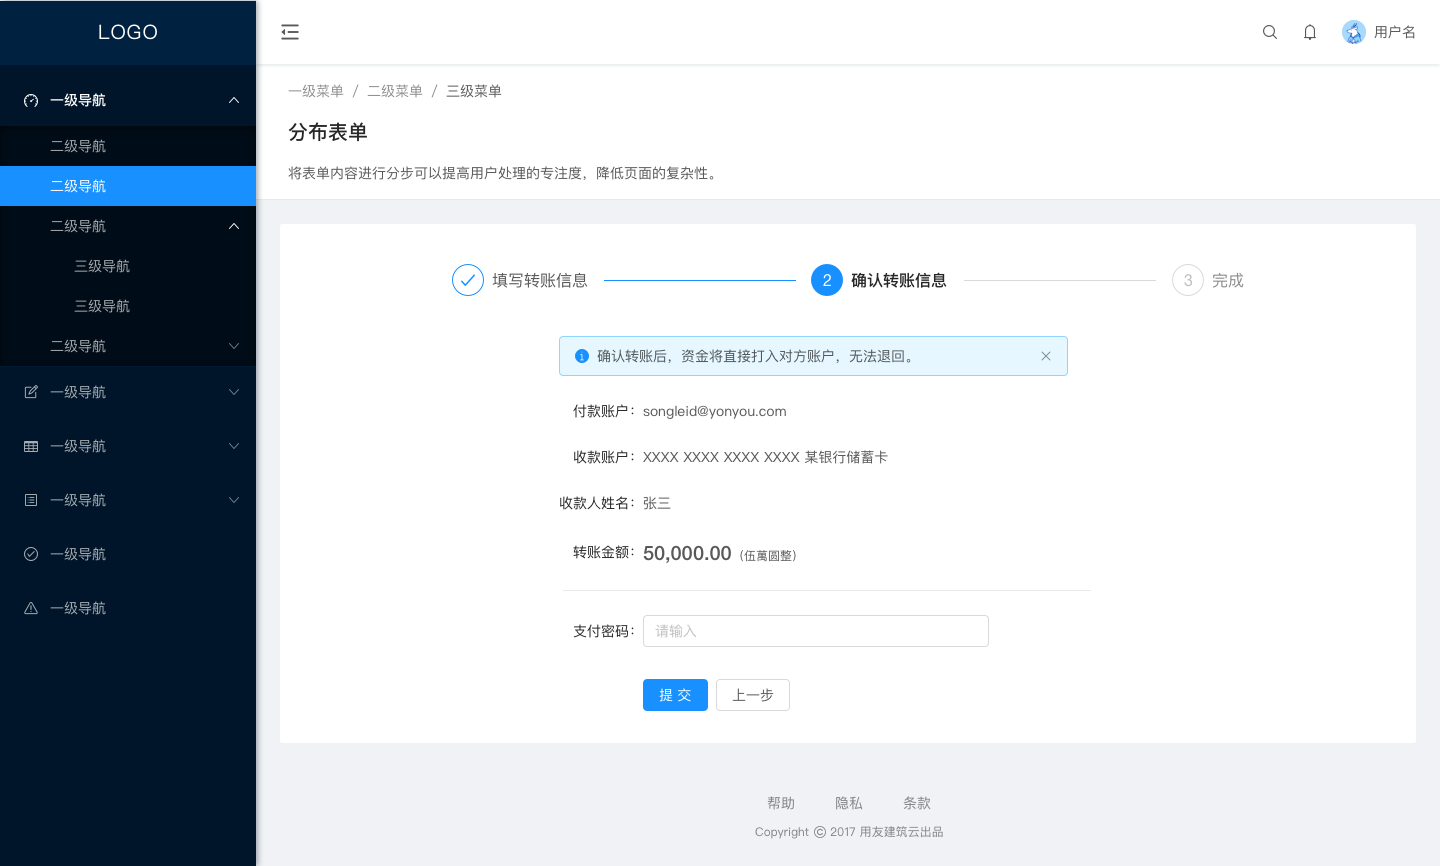 LOGO
用户名
一级导航
二级导航
二级导航
二级导航
三级导航
三级导航
二级导航
一级导航
一级导航
一级导航
一级导航
一级导航
一级菜单 / 二级菜单 / 三级菜单
分布表单
将表单内容进行分步可以提高用户处理的专注度，降低页面的复杂性。
填写转账信息 2 确认转账信息 3 完成
确认转账后，资金将直接打入对方账户，无法退回。
付款账户：songleid@yonyou.com
收款账户：XXXX XXXX XXXX XXXX 某银行储蓄卡
收款人姓名：张三
转账金额：50,000.00（伍萬圆整）
支付密码：请输入
提 交 上一步
帮助 隐私 条款
Copyright © 2017 用友建筑云出品